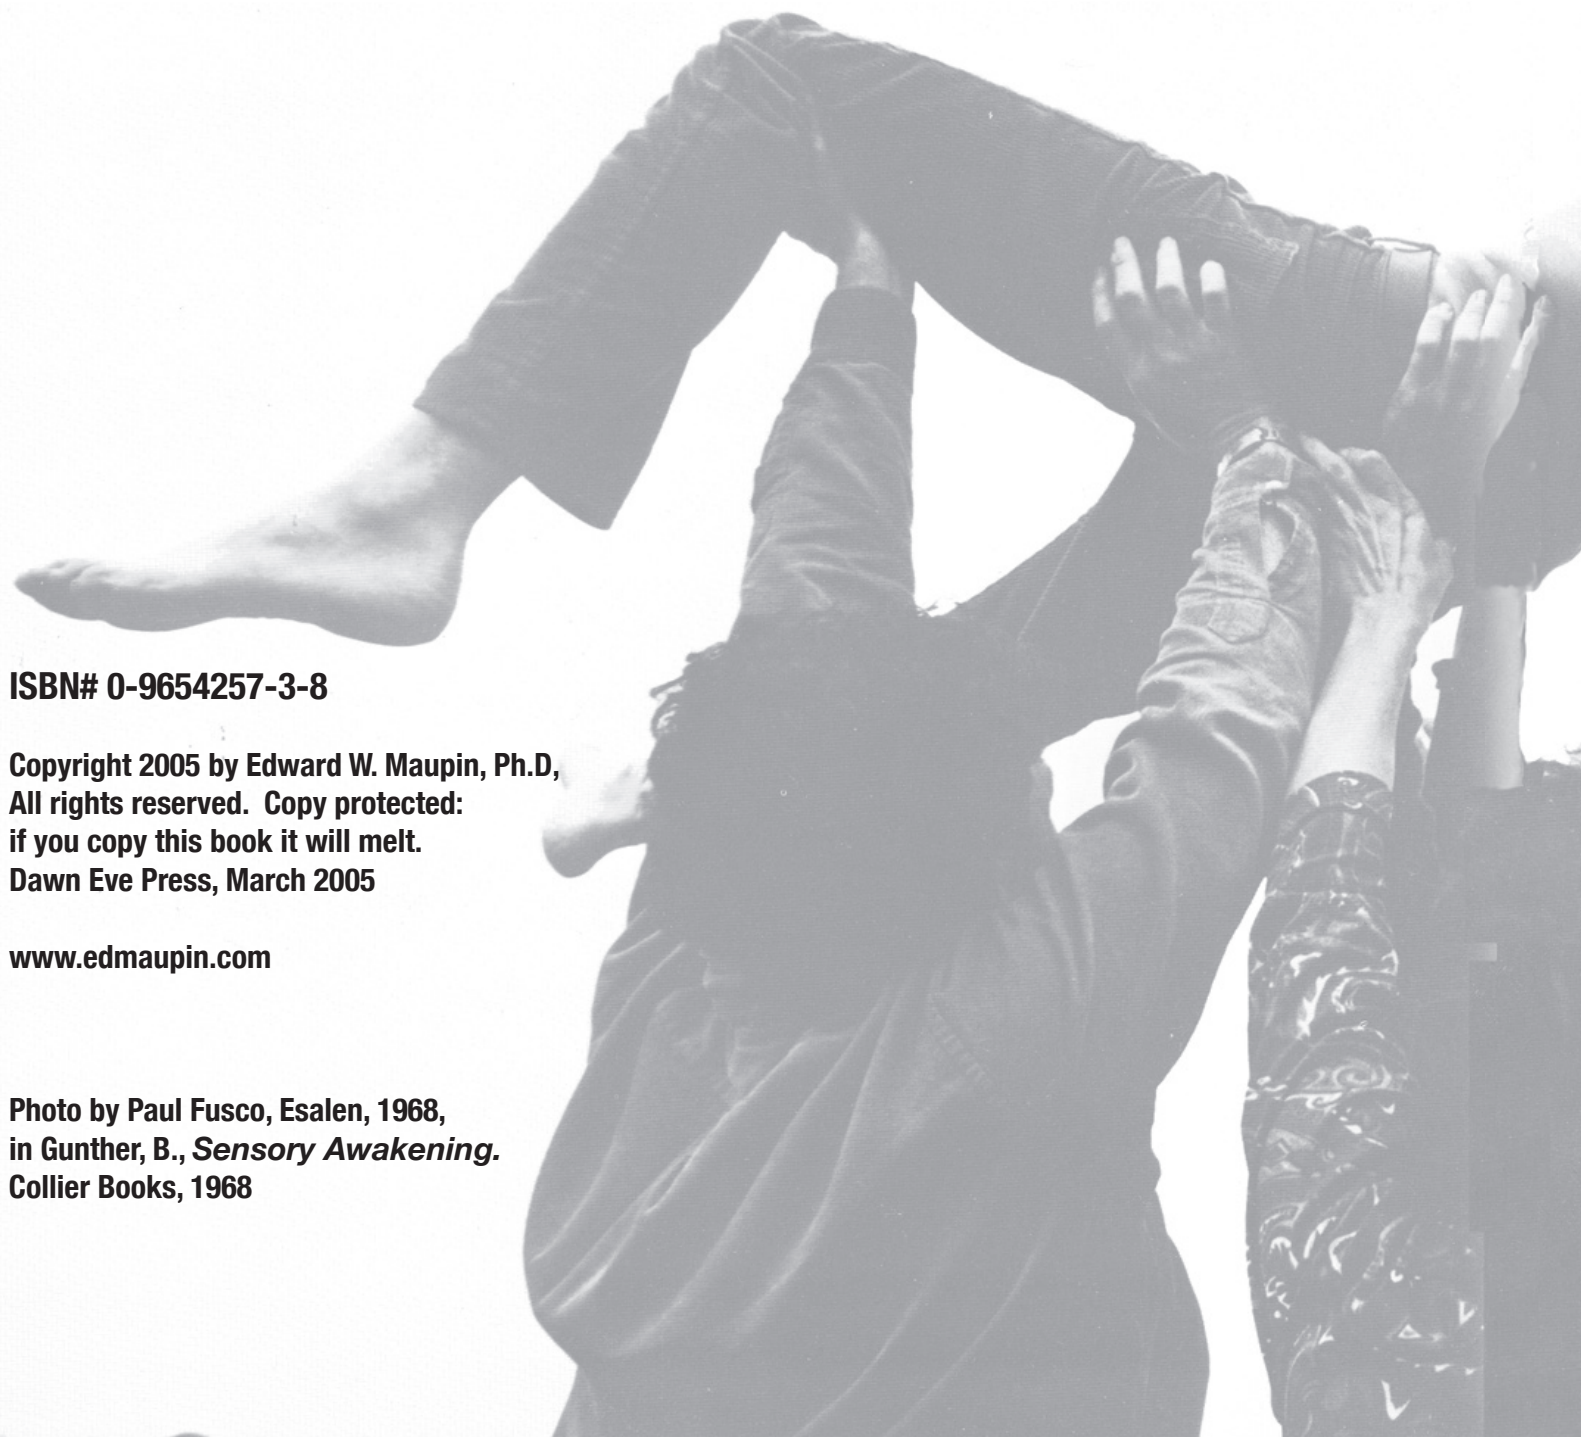 ISBN# 0-9654257-3-8
Copyright 2005 by Edward W. Maupin, Ph.D,
All rights reserved.  Copy protected:
if you copy this book it will melt.
Dawn Eve Press, March 2005
www.edmaupin.com
Photo by Paul Fusco, Esalen, 1968,
in Gunther, B., Sensory Awakening.
Collier Books, 1968